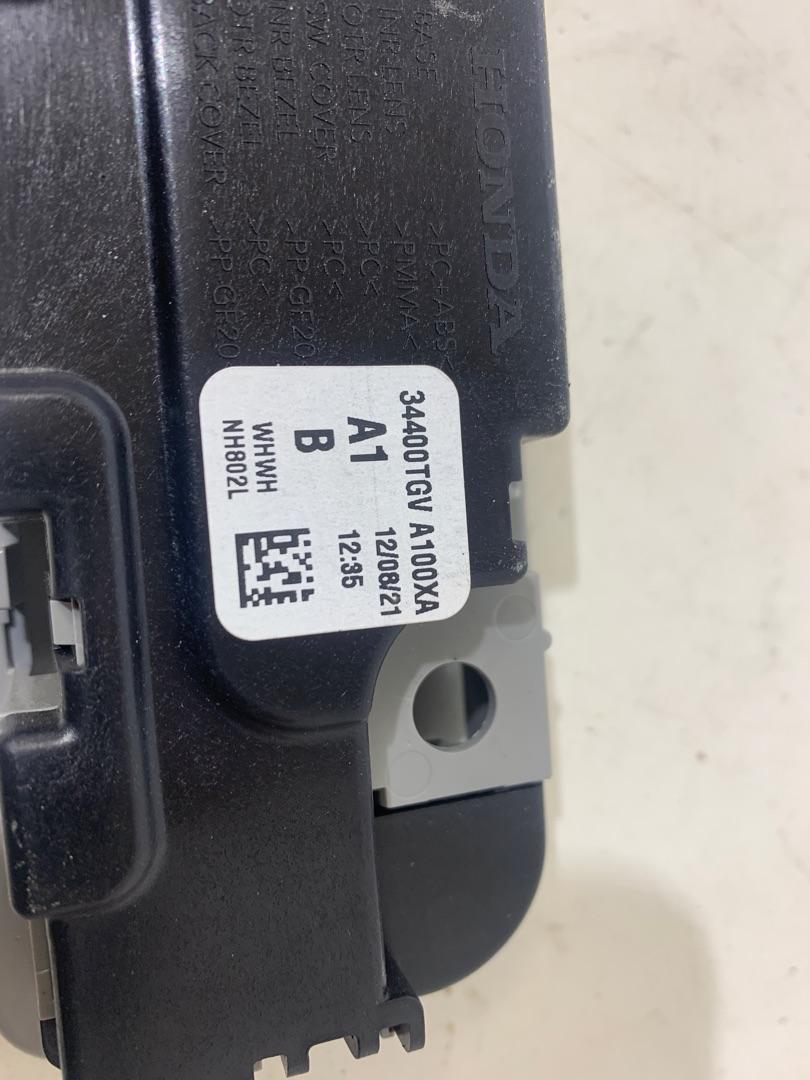 HONDA
BASE >PC+ABS<
INR LENS >PMMA<
OTR LENS >PC<
SW. COVER >PC<
INR BEZEL >PP-GF20
OTR BEZEL >PC<
BACK COVER >PP-GF20
34400TGV A100XA
A1 12/08/21
B 12:35
WHWH
NH802L